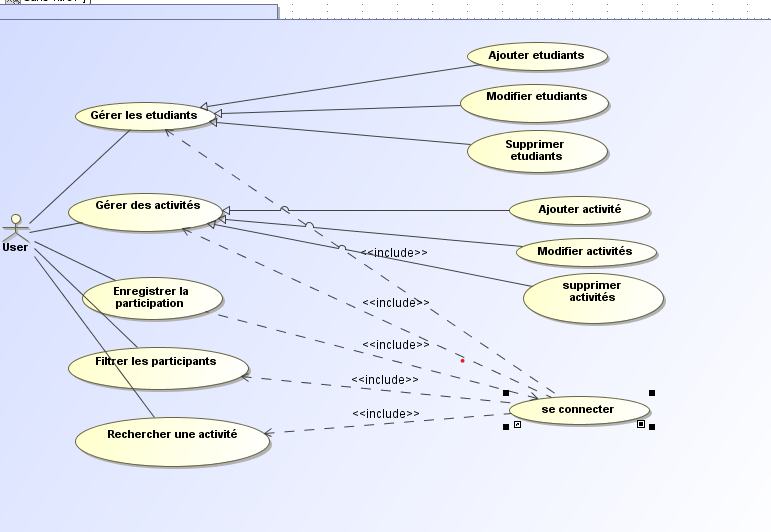 Ajouter etudiants
Gérer les etudiants
Modifier etudiants
Supprimer
etudiants
Gérer des activités
Ajouter activité
User
<<include>>
Modifier activités
Enregistrer la
participation
supprimer
activités
<<include>>
<<include>>
Filtrer les participants
<<include>>
se connecter
<<include>>
Rechercher une activité